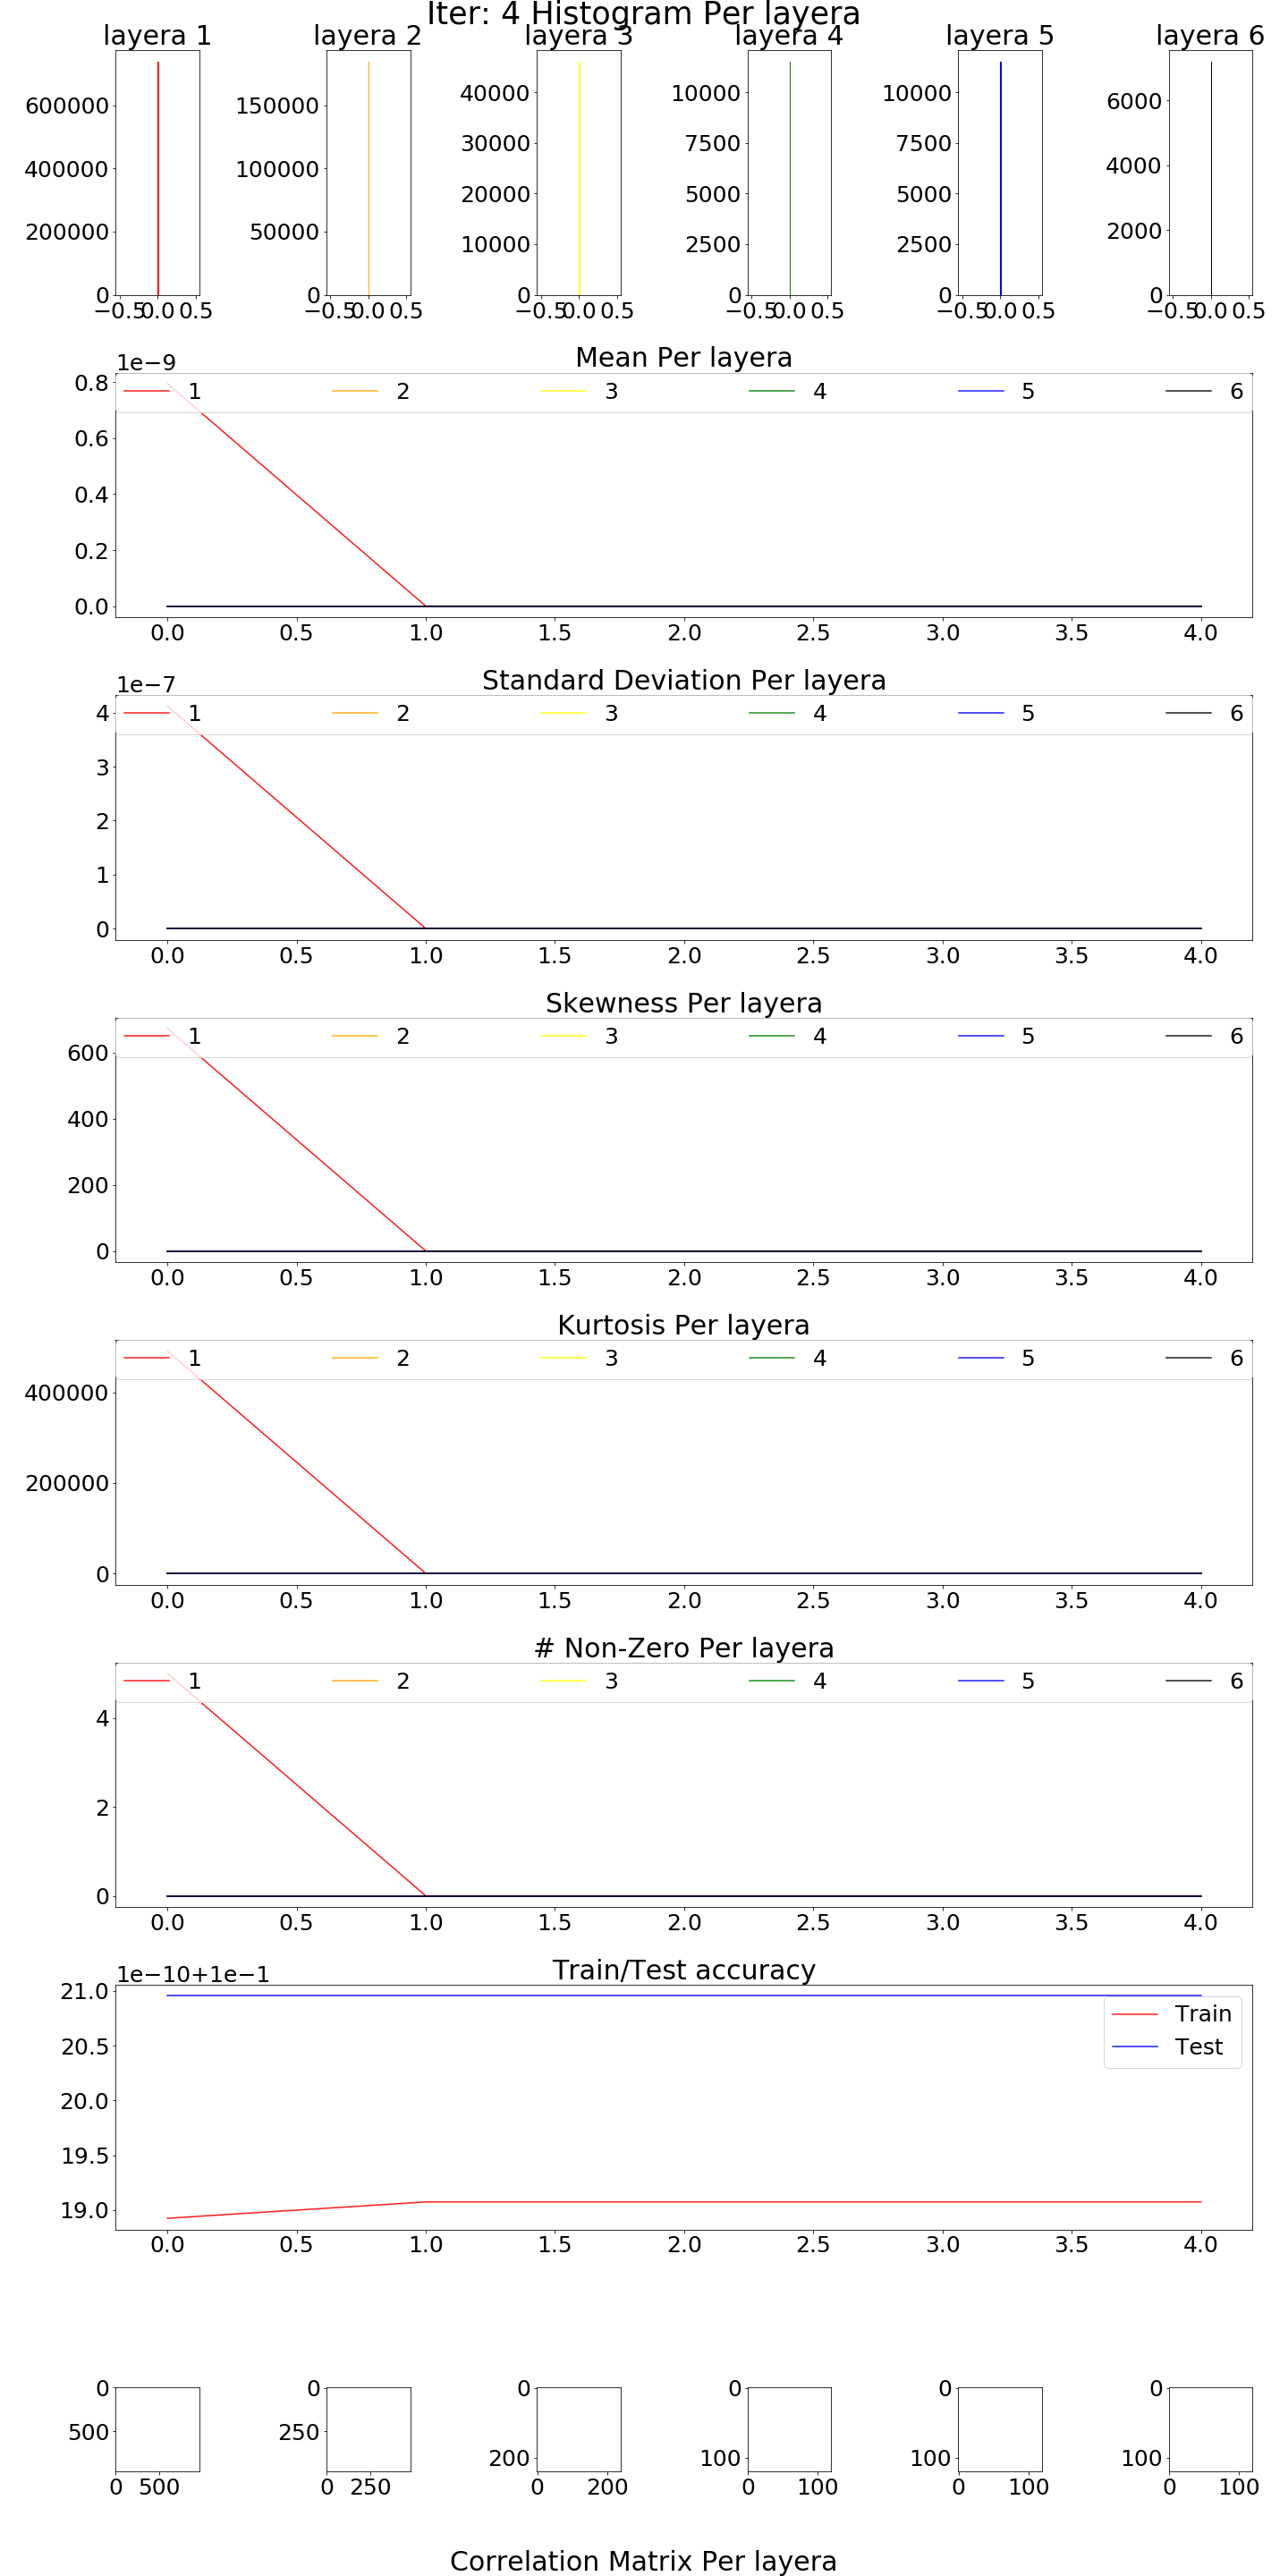 Iter: 4 Histogram Per layera
layera 1 layera 2 layera 3 layera 4 layera 5 layera 6
600000 400000 200000 0
−0.5 0.0 0.5
150000 100000 50000 0
−0.5 0.0 0.5
40000 30000 20000 10000 0
−0.5 0.0 0.5
10000 7500 5000 2500 0
−0.5 0.0 0.5
10000 7500 5000 2500 0
−0.5 0.0 0.5
6000 4000 2000 0
−0.5 0.0 0.5
Mean Per layera
1e−9
1 2 3 4 5 6
0.8
0.6
0.4
0.2
0.0
0.0 0.5 1.0 1.5 2.0 2.5 3.0 3.5 4.0
Standard Deviation Per layera
1e−7
1 2 3 4 5 6
4
3
2
1
0
0.0 0.5 1.0 1.5 2.0 2.5 3.0 3.5 4.0
Skewness Per layera
1 2 3 4 5 6
600
400
200
0
0.0 0.5 1.0 1.5 2.0 2.5 3.0 3.5 4.0
Kurtosis Per layera
1 2 3 4 5 6
400000
200000
0
0.0 0.5 1.0 1.5 2.0 2.5 3.0 3.5 4.0
# Non-Zero Per layera
1 2 3 4 5 6
4
2
0
0.0 0.5 1.0 1.5 2.0 2.5 3.0 3.5 4.0
Train/Test accuracy
1e−10+1e−1
Train
Test
21.0
20.5
20.0
19.5
19.0
0.0 0.5 1.0 1.5 2.0 2.5 3.0 3.5 4.0
0 500
0 500
0 250
0 250
0 200
0 200
0 100
0 100
0 100
0 100
0 100
0 100
Correlation Matrix Per layera